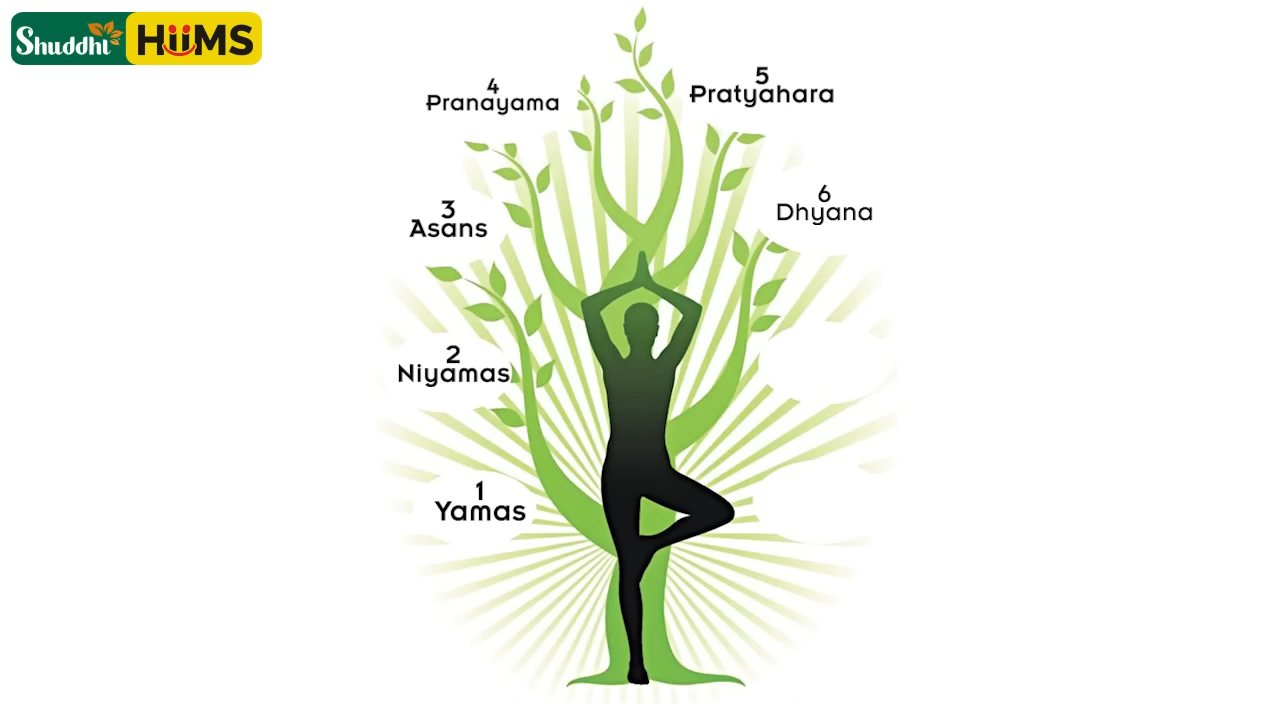 Shuddhi HiiMS
4
Pranayama
5
Pratyahara
3
Asans
6
Dhyana
2
Niyamas
1
Yamas